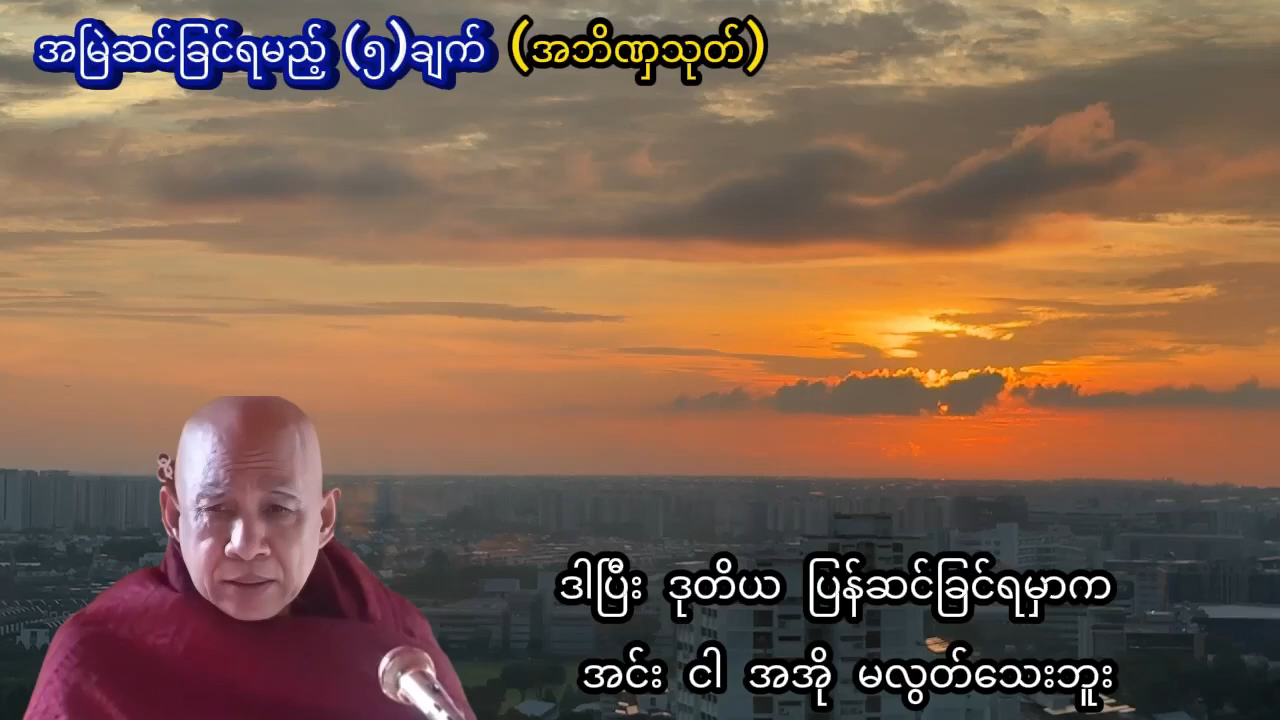 အမြဲဆင်ခြင်ရမည့် (၅)ချက် (အဘိဏှသုတ်)
ဒါပြီး ဒုတိယ ပြန်ဆင်ခြင်ရမှာက
အင်း ငါ အအို မလွတ်သေးဘူး